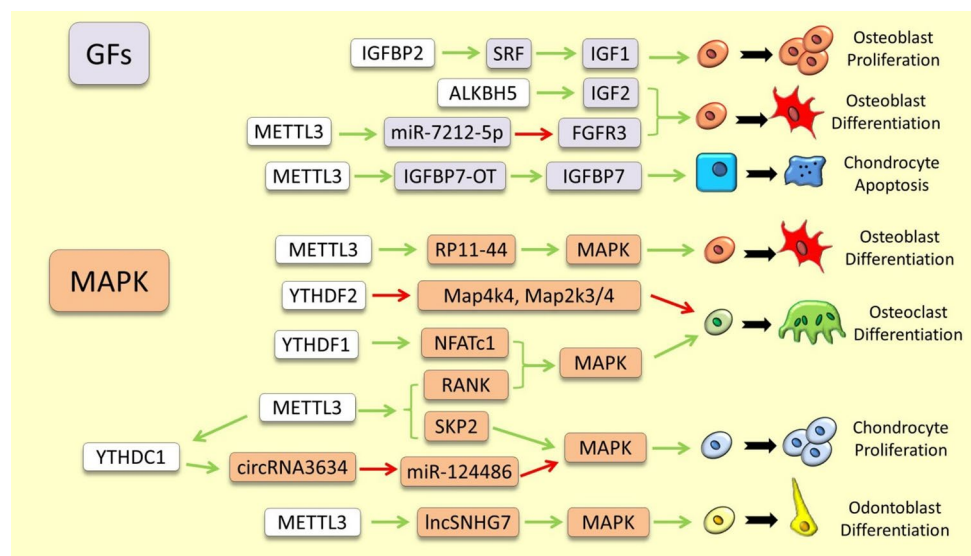 GFs
IGFBP2
SRF
IGF1
Osteoblast
Proliferation
ALKBH5
IGF2
Osteoblast
Differentiation
METTL3
miR-7212-5p
FGFR3
METTL3
IGFBP7-OT
IGFBP7
Chondrocyte
Apoptosis
MAPK
METTL3
RP11-44
MAPK
Osteoblast
Differentiation
YTHDF2
Map4k4, Map2k3/4
Osteoclast
Differentiation
YTHDF1
NFATc1
MAPK
RANK
METTL3
SKP2
MAPK
Chondrocyte
Proliferation
YTHDC1
circRNA3634
miR-124486
METTL3
lncSNHG7
MAPK
Odontoblast
Differentiation